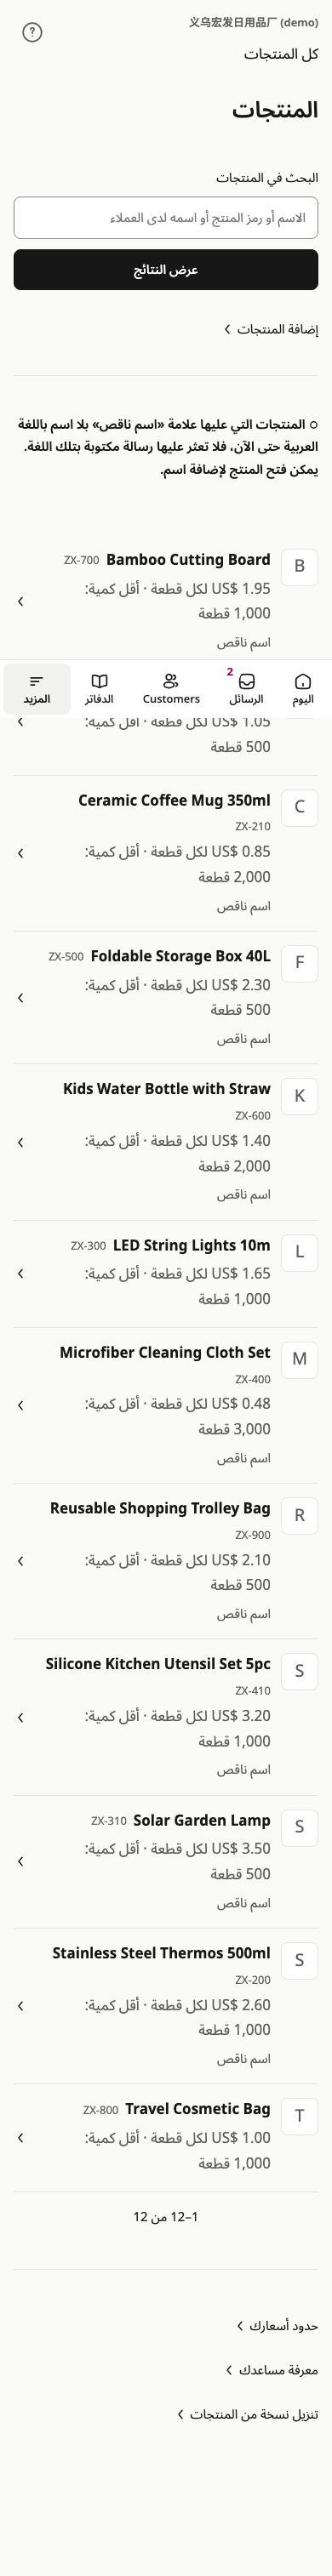 义乌宏发日用品厂 (demo)
كل المنتجات
المنتجات
البحث في المنتجات
الاسم أو رمز المنتج أو اسمه لدى العملاء
عرض النتائج
إضافة المنتجات
○ المنتجات التي عليها علامة «اسم ناقص» بلا اسم باللغة
العربية حتى الآن، فلا تعثر عليها رسالة مكتوبة بتلك اللغة.
يمكن فتح المنتج لإضافة اسم.
B
Bamboo Cutting Board ZX-700
US$ 1.95 لكل قطعة · أقل كمية:
1,000 قطعة
اسم ناقص
اليوم
الرسائل 2
Customers
الدفاتر
المزيد
US$ 1.05 لكل قطعة · أقل كمية:
500 قطعة
C
Ceramic Coffee Mug 350ml
ZX-210
US$ 0.85 لكل قطعة · أقل كمية:
2,000 قطعة
اسم ناقص
F
Foldable Storage Box 40L ZX-500
US$ 2.30 لكل قطعة · أقل كمية:
500 قطعة
اسم ناقص
K
Kids Water Bottle with Straw
ZX-600
US$ 1.40 لكل قطعة · أقل كمية:
2,000 قطعة
اسم ناقص
L
LED String Lights 10m ZX-300
US$ 1.65 لكل قطعة · أقل كمية:
1,000 قطعة
M
Microfiber Cleaning Cloth Set
ZX-400
US$ 0.48 لكل قطعة · أقل كمية:
3,000 قطعة
اسم ناقص
R
Reusable Shopping Trolley Bag
ZX-900
US$ 2.10 لكل قطعة · أقل كمية:
500 قطعة
اسم ناقص
S
Silicone Kitchen Utensil Set 5pc
ZX-410
US$ 3.20 لكل قطعة · أقل كمية:
1,000 قطعة
اسم ناقص
S
Solar Garden Lamp ZX-310
US$ 3.50 لكل قطعة · أقل كمية:
500 قطعة
اسم ناقص
S
Stainless Steel Thermos 500ml
ZX-200
US$ 2.60 لكل قطعة · أقل كمية:
1,000 قطعة
اسم ناقص
T
Travel Cosmetic Bag ZX-800
US$ 1.00 لكل قطعة · أقل كمية:
1,000 قطعة
1–12 من 12
حدود أسعارك
معرفة مساعدك
تنزيل نسخة من المنتجات